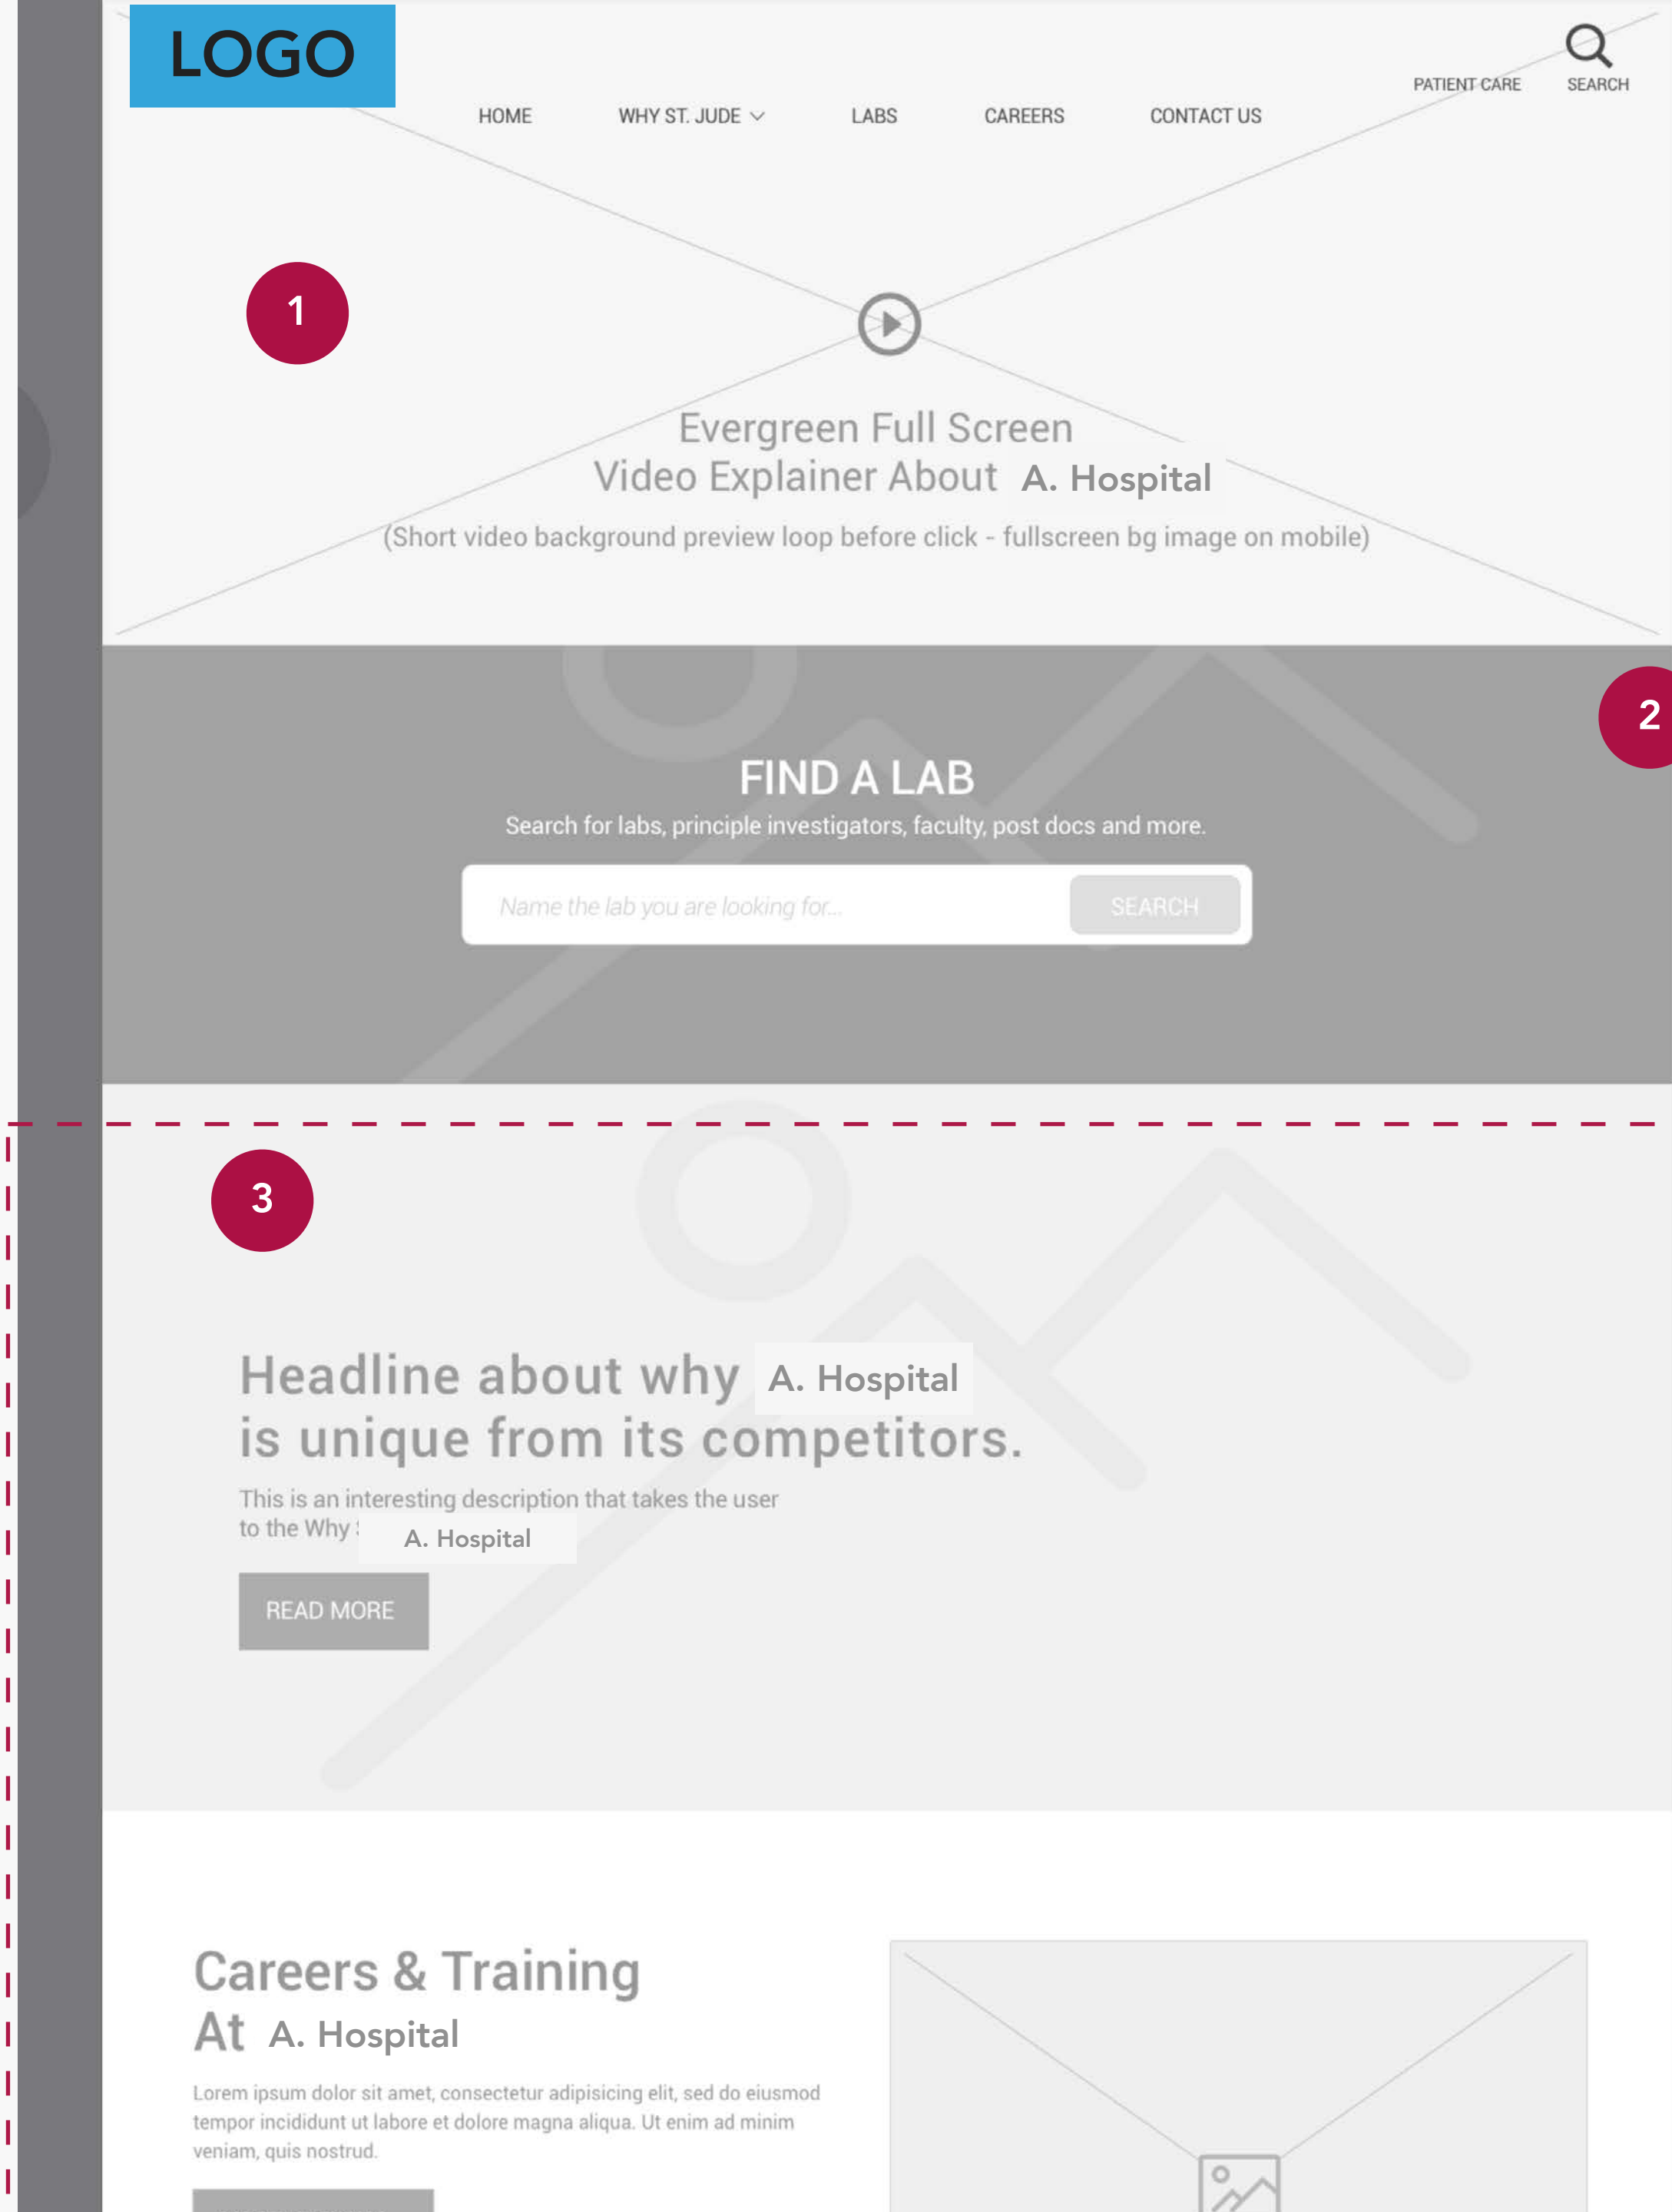 LOGO
PATIENT CARE
SEARCH
HOME
WHY ST. JUDE
LABS
CAREERS
CONTACT US
1
Evergreen Full Screen
Video Explainer About A. Hospital
(Short video background preview loop before click - fullscreen bg image on mobile)
2
FIND A LAB
Search for labs, principle investigators, faculty, post docs and more.
Name the lab you are looking for...
SEARCH
3
Headline about why A. Hospital
is unique from its competitors.
This is an interesting description that takes the user
to the Why A. Hospital
READ MORE
Careers & Training
At A. Hospital
Lorem ipsum dolor sit amet, consectetur adipisicing elit, sed do eiusmod
tempor incididunt ut labore et dolore magna aliqua. Ut enim ad minim
veniam, quis nostrud.